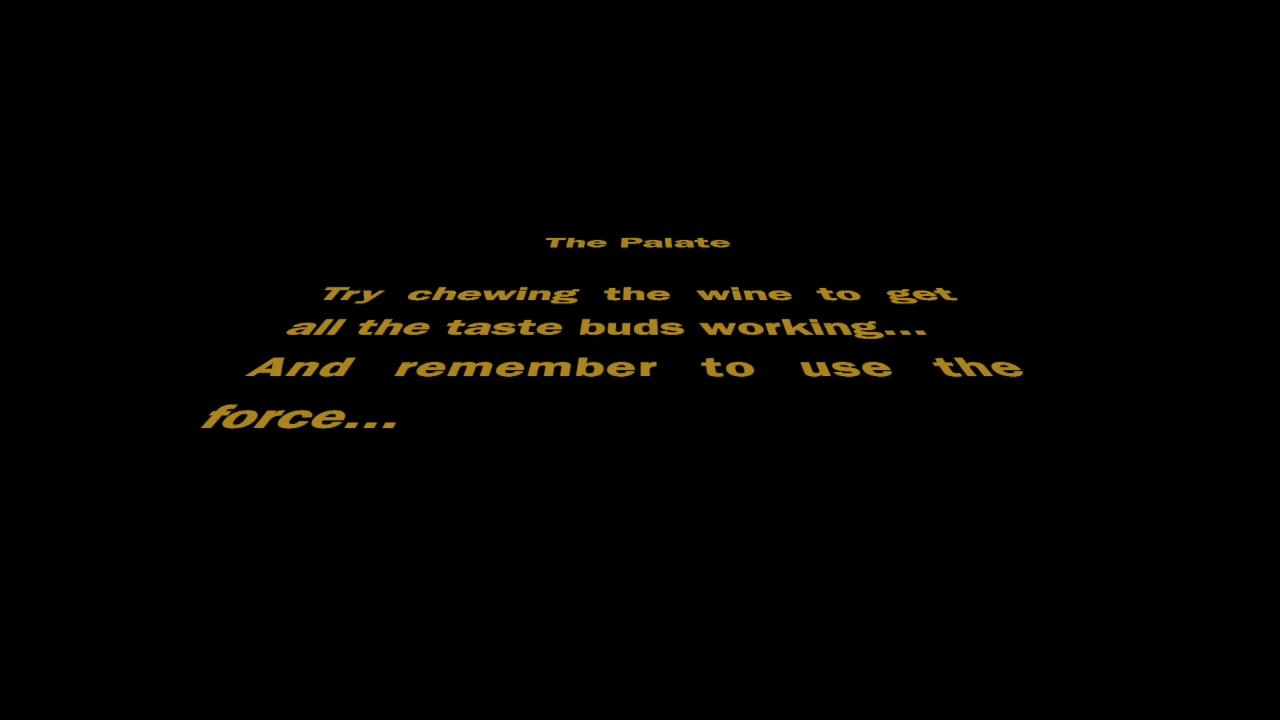 The Palate
Try chewing the wine to get
all the taste buds working...
And remember to use the
force...